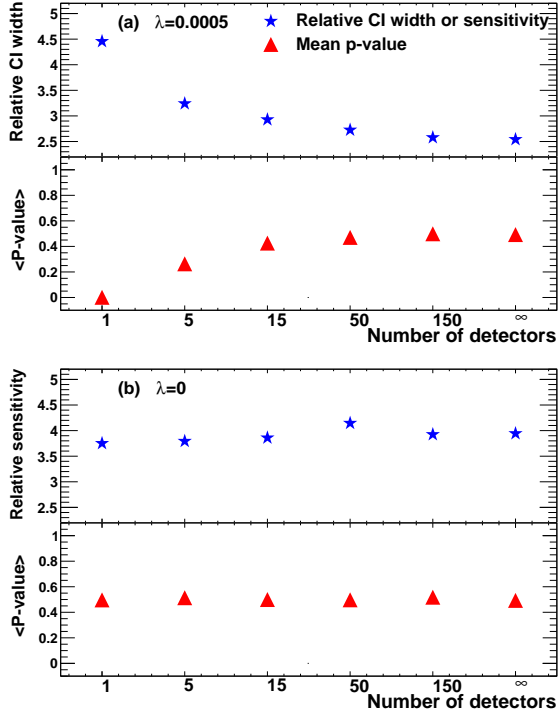 (a) λ=0.0005
Relative CI width or sensitivity
Mean p-value
Relative CI width
5
4.5
4
3.5
3
2.5
<P-value>
1
0.8
0.6
0.4
0.2
0
1 5 15 50 150 ∞
Number of detectors
(b) λ=0
Relative sensitivity
5
4.5
4
3.5
3
2.5
<P-value>
1
0.8
0.6
0.4
0.2
0
1 5 15 50 150 ∞
Number of detectors